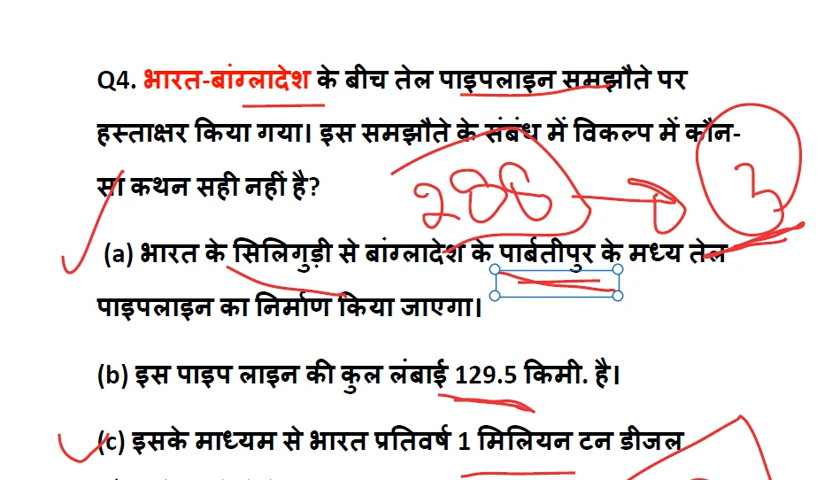 Q4. भारत-बांग्लादेश के बीच तेल पाइपलाइन समझौते पर
हस्ताक्षर किया गया। इस समझौते के संबंध में विकल्प में कौन-
सा कथन सही नहीं है?
(a) भारत के सिलिगुड़ी से बांग्लादेश के पार्बतीपुर के मध्य तेल
पाइपलाइन का निर्माण किया जाएगा।
(b) इस पाइप लाइन की कुल लंबाई 129.5 किमी. है।
(c) इसके माध्यम से भारत प्रतिवर्ष 1 मिलियन टन डीजल